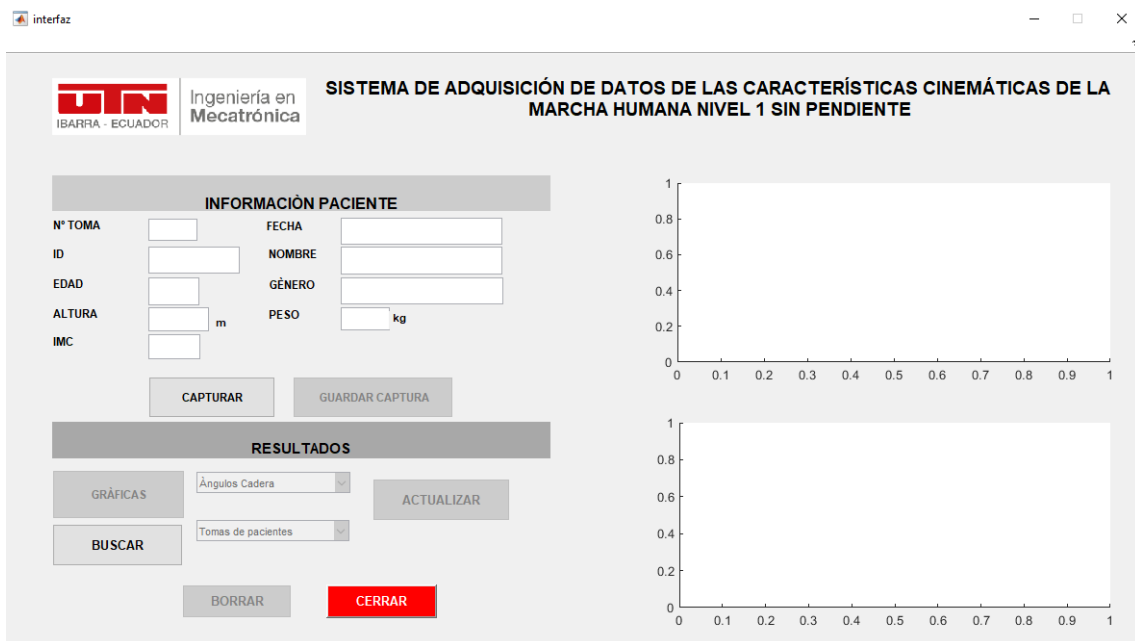 interfaz
UTN
IBARRA - ECUADOR
Ingeniería en
Mecatrónica
SISTEMA DE ADQUISICIÓN DE DATOS DE LAS CARACTERÍSTICAS CINEMÁTICAS DE LA
MARCHA HUMANA NIVEL 1 SIN PENDIENTE
INFORMACIÒN PACIENTE
Nº TOMA
FECHA
ID
NOMBRE
EDAD
GÈNERO
ALTURA
m
PESO
kg
IMC
CAPTURAR
GUARDAR CAPTURA
RESULTADOS
GRÀFICAS
Àngulos Cadera
ACTUALIZAR
BUSCAR
Tomas de pacientes
BORRAR
CERRAR
1
0.8
0.6
0.4
0.2
0
0 0.1 0.2 0.3 0.4 0.5 0.6 0.7 0.8 0.9 1
1
0.8
0.6
0.4
0.2
0
0 0.1 0.2 0.3 0.4 0.5 0.6 0.7 0.8 0.9 1